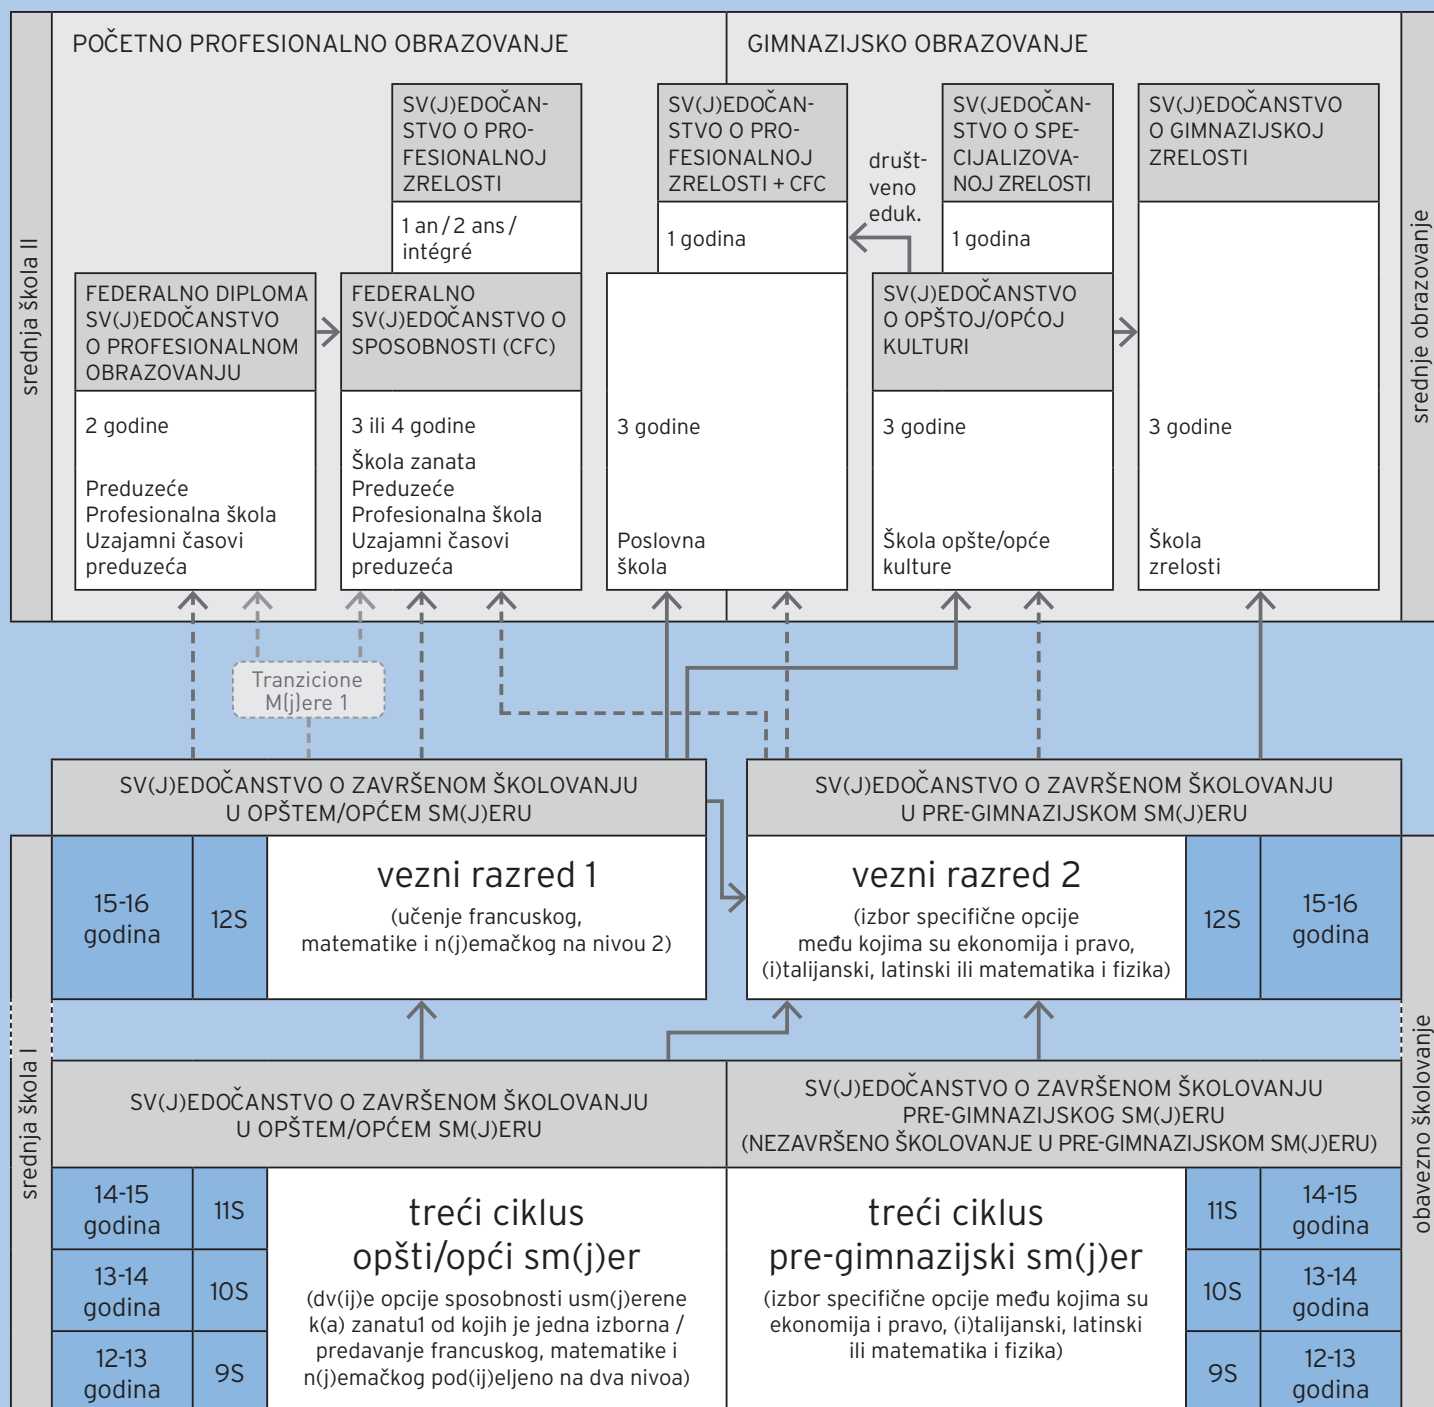 POČETNO PROFESIONALNO OBRAZOVANJE
GIMNAZIJSKO OBRAZOVANJE
srednja škola II
srednje obrazovanje
SV(J)EDOČAN-
STVO O PRO-
FESIONALNOJ
ZRELOSTI
1 an / 2 ans /
intégré
SV(J)EDOČAN-
STVO O PRO-
FESIONALNOJ
ZRELOSTI + CFC
1 godina
društ-
veno
eduk.
SV(JEDOČAN-
STVO O SPE-
CIJALIZOVA-
NOJ ZRELOSTI
1 godina
SV(J)EDOČANSTVO
O GIMNAZIJSKOJ
ZRELOSTI
FEDERALNO DIPLOMA
SV(J)EDOČANSTVO
O PROFESIONALNOM
OBRAZOVANJU
2 godine
Preduzeće
Profesionalna škola
Uzajamni časovi
preduzeća
FEDERALNO
SV(J)EDOČANSTVO O
SPOSOBNOSTI (CFC)
3 ili 4 godine
Škola zanata
Preduzeće
Profesionalna škola
Uzajamni časovi
preduzeća
3 godine
Poslovna
škola
SV(J)EDOČANSTVO
O OPŠTOJ/OPĆOJ
KULTURI
3 godine
Škola opšte/opće
kulture
3 godine
Škola
zrelosti
Tranzicione
M(j)ere 1
SV(J)EDOČANSTVO O ZAVRŠENOM ŠKOLOVANJU
U OPŠTEM/OPĆEM SM(J)ERU
SV(J)EDOČANSTVO O ZAVRŠENOM ŠKOLOVANJU
U PRE-GIMNAZIJSKOM SM(J)ERU
srednja škola I
obavezno školovanje
15-16
godina
12S
vezni razred 1
(učenje francuskog,
matematike i n(j)emačkog na nivou 2)
vezni razred 2
(izbor specifične opcije
među kojima su ekonomija i pravo,
(i)talijanski, latinski ili matematika i fizika)
12S
15-16
godina
SV(J)EDOČANSTVO O ZAVRŠENOM ŠKOLOVANJU
U OPŠTEM/OPĆEM SM(J)ERU
SV(J)EDOČANSTVO O ZAVRŠENOM ŠKOLOVANJU
PRE-GIMNAZIJSKOG SM(J)ERU
(NEZAVRŠENO ŠKOLOVANJE U PRE-GIMNAZIJSKOM SM(J)ERU)
14-15
godina
11S
13-14
godina
10S
12-13
godina
9S
treći ciklus
opšti/opći sm(j)er
(dv(ij)e opcije sposobnosti usm(j)erene
k(a) zanatu1 od kojih je jedna izborna /
predavanje francuskog, matematike i
n(j)emačkog pod(ij)eljeno na dva nivoa)
treći ciklus
pre-gimnazijski sm(j)er
(izbor specifične opcije među kojima su
ekonomija i pravo, (i)talijanski, latinski
ili matematika i fizika)
11S
14-15
godina
10S
13-14
godina
9S
12-13
godina